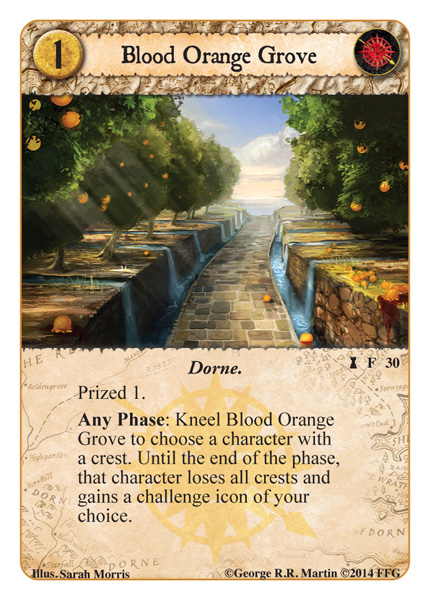 1
Blood Orange Grove
Dorne.
F 30
Prized 1.
Any Phase: Kneel Blood Orange
Grove to choose a character with
a crest. Until the end of the phase,
that character loses all crests and
gains a challenge icon of your
choice.
Illus. Sarah Morris
©George R.R. Martin ©2014 FFG